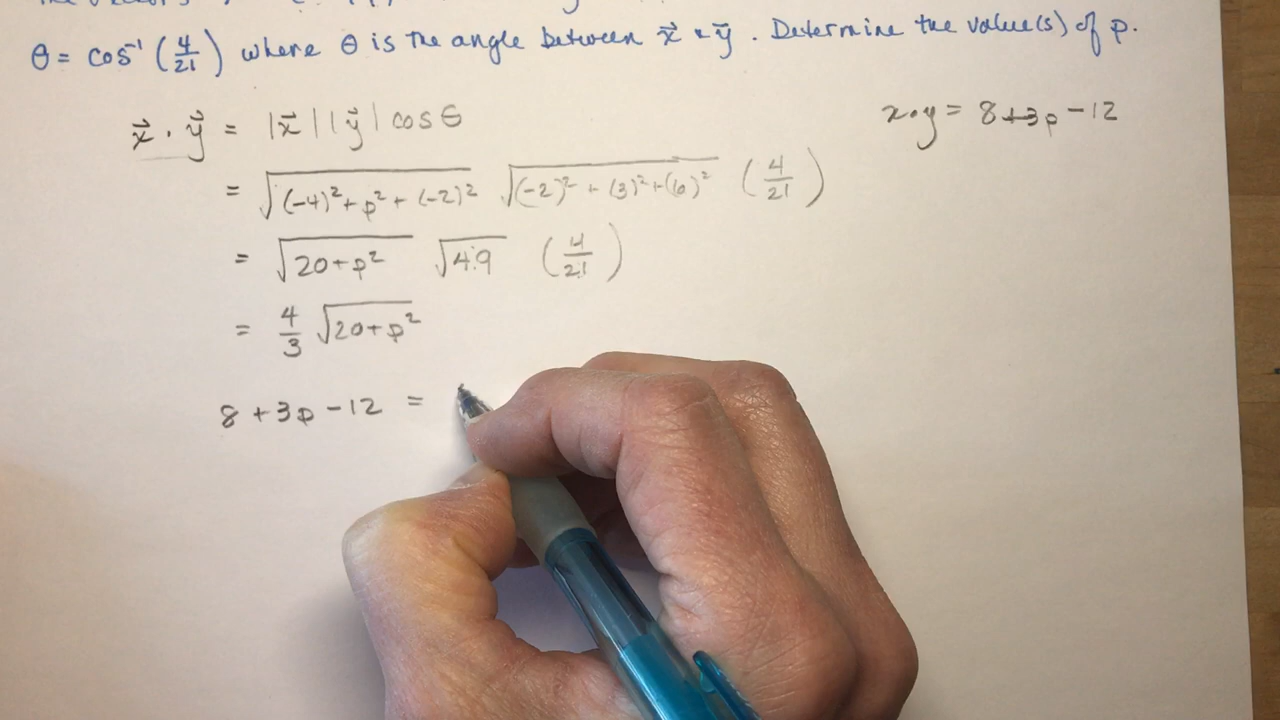 θ = cos⁻¹ (4/21) where θ is the angle between x⃗ & y⃗. Determine the value(s) of p.
x⃗ · y⃗ = |x⃗| |y⃗| cos θ
x·y = 8+3p-12
= √((-4)²+p²+(-2)²) √((-2)²+(3)²+(6)²) (4/21)
= √(20+p²) √49 (4/21)
= 4/3 √(20+p²)
8+3p-12 =